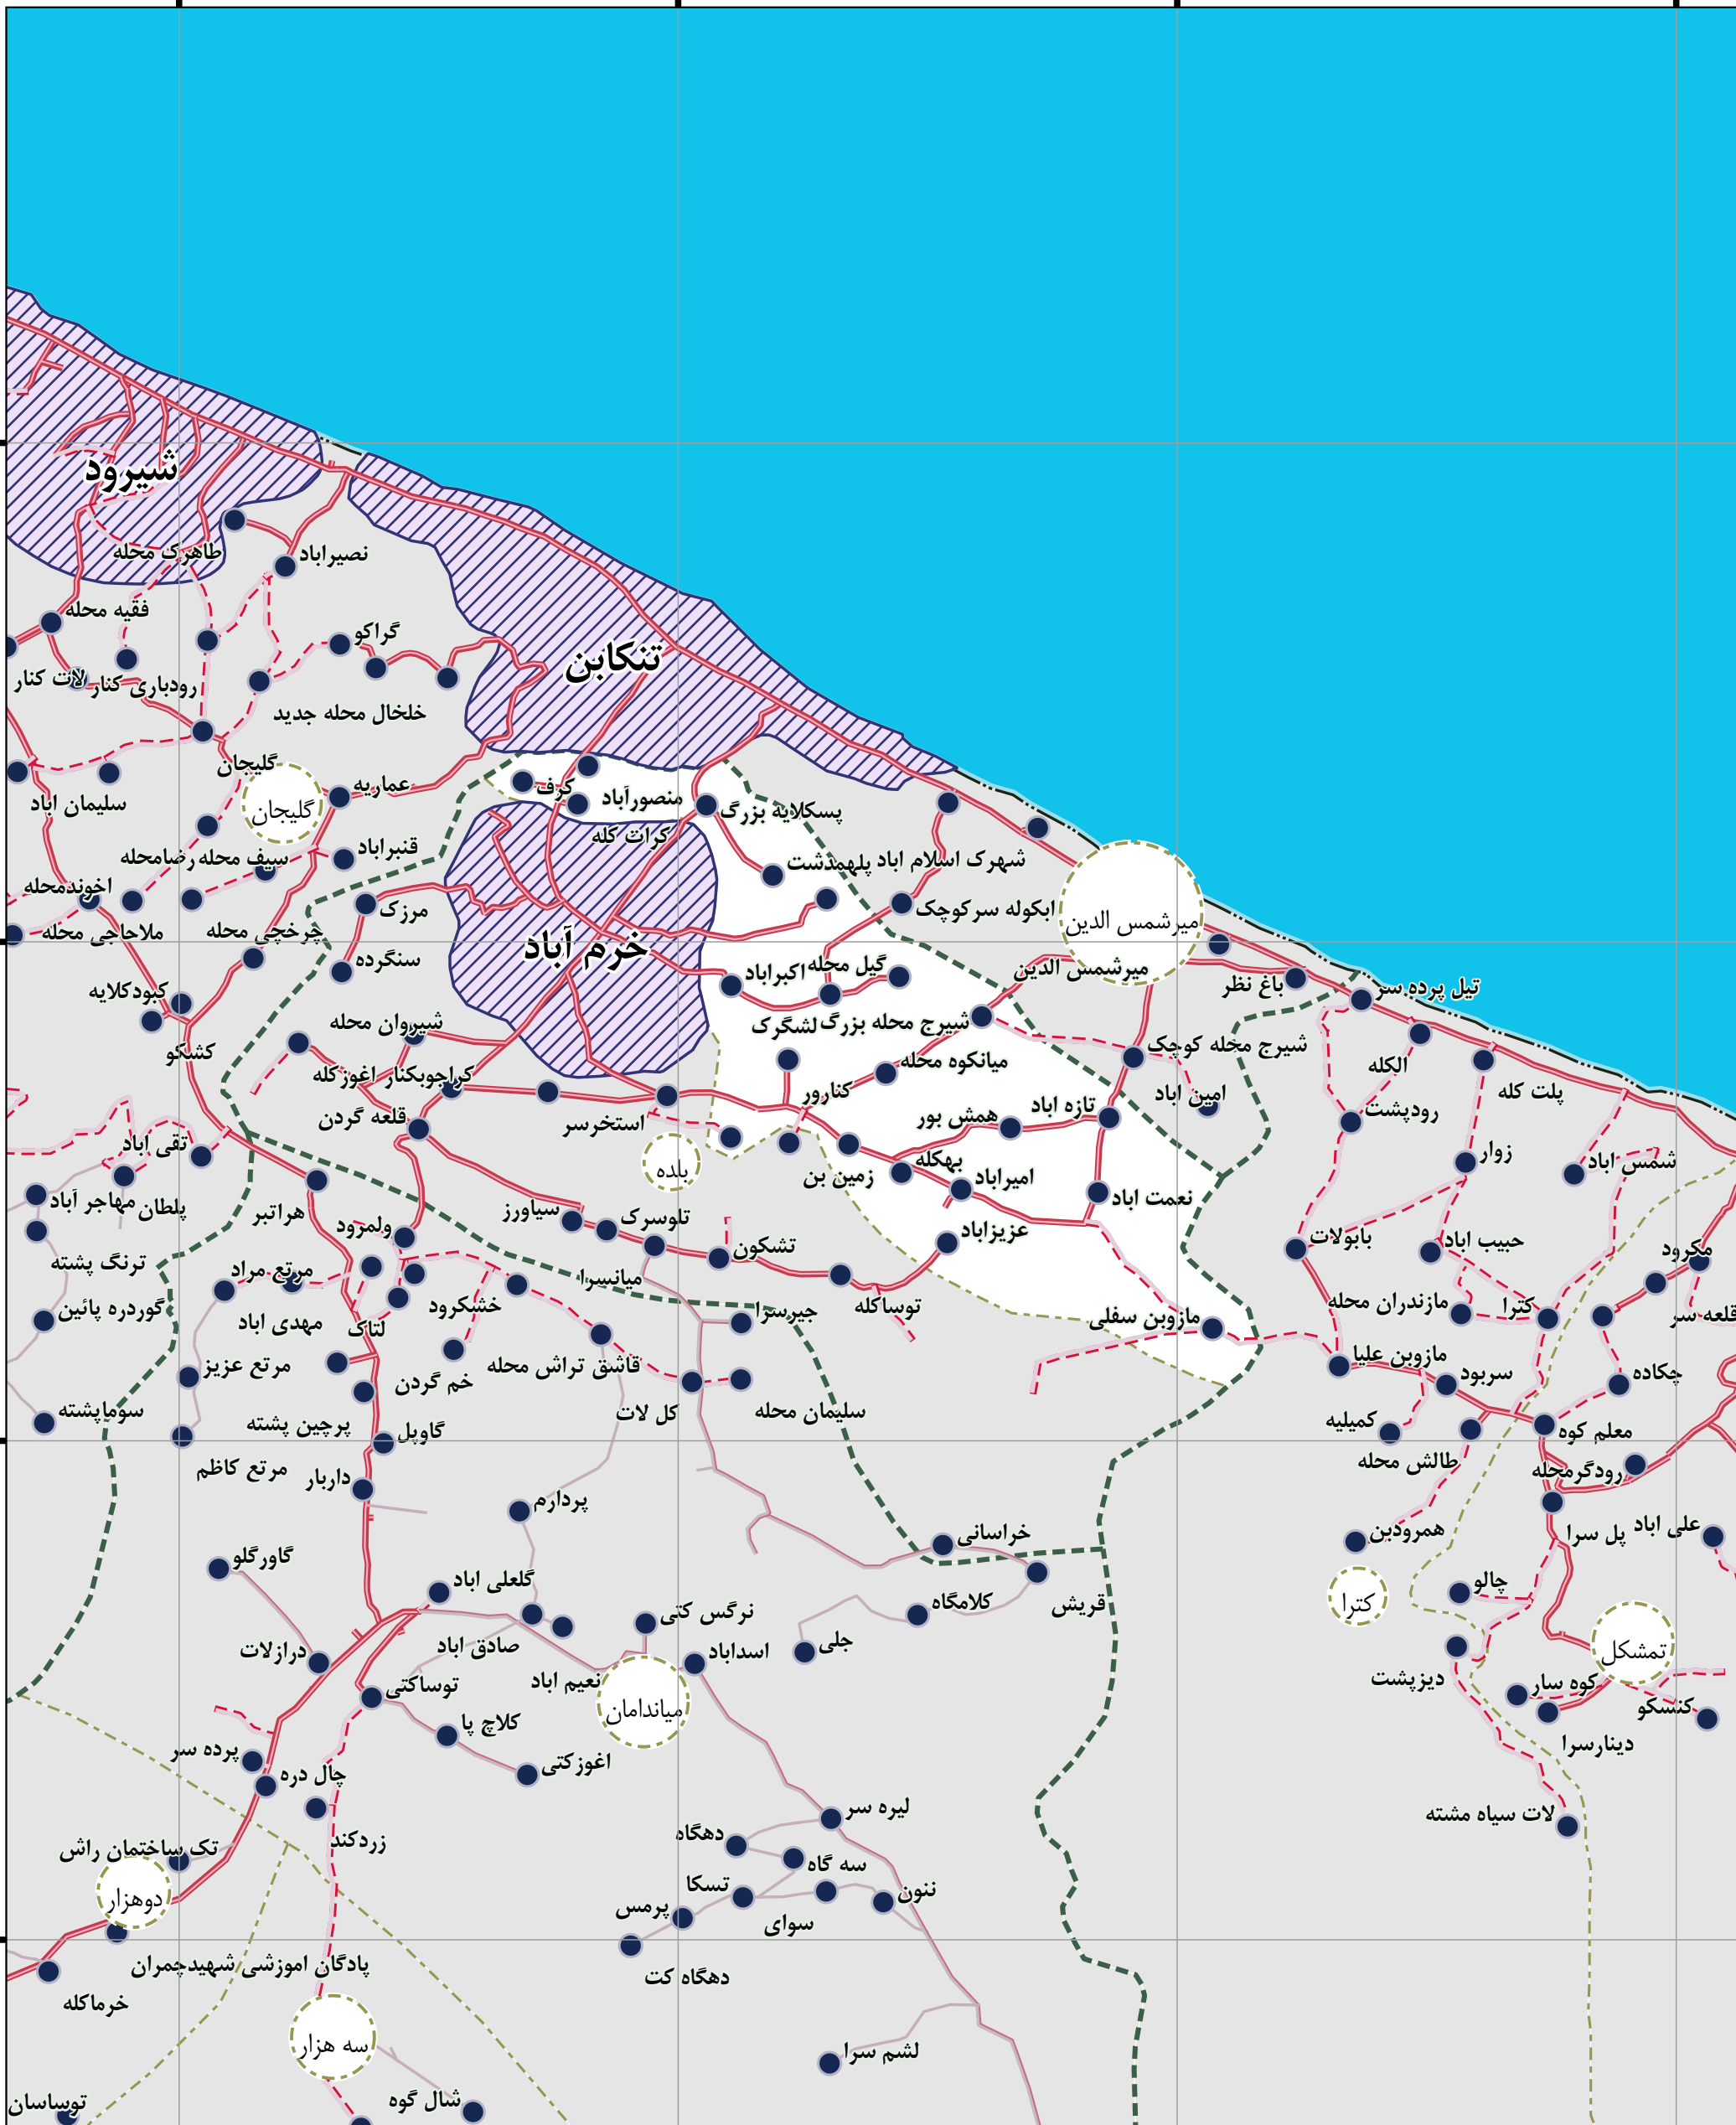 شیرود
طاهرک محله
نصیراباد
فقیه محله
گراکو
تنکابن
لات کنار
رودباری کنار
خلخال محله جدید
گلیجان
سلیمان اباد
گلیجان
عماریه
کرف
منصورآباد
پسکلایه بزرگ
کرات کله
قنبراباد
سیف محله
رضامحله
پلهمدشت
شهرک اسلام اباد
اخوندمحله
مرزک
ابکوله سرکوچک
میرشمس الدین
ملاحاجی محله
چرخچی محله
خرم آباد
سنگرده
اکبراباد
گیل محله
میرشمس الدین
باغ نظر
تیل پرده سر
کبودکلایه
شیروان محله
لشگرک
شیرج محله بزرگ
شیرج محله کوچک
کشکو
میانکوه محله
الکله
کراجوبکنار
اغوزکله
کنارور
امین اباد
پلت کله
قلعه گردن
استخرسر
همش بور
تازه اباد
رودپشت
تقی اباد
بلده
زمین بن
بهکله
امیراباد
زوار
شمس اباد
مهاجر آباد
پلطان
هراتبر
ولمرود
سیاورز
تلوسرک
نعمت اباد
ترنگ پشته
تشکون
عزیزاباد
بابولات
حبیب اباد
مکرود
مرتع مراد
میانسرا
گوردره پائین
مهدی اباد
لتاک
خشکرود
جیرسرا
توساکله
مازوبن سفلی
مازندران محله
کترا
قلعه سر
مرتع عزیز
خم گردن
قاشق تراش محله
مازوبن علیا
سربود
چکاده
سوماپشته
پرچین پشته
گاوپل
کل لات
سلیمان محله
کمیلیه
معلم کوه
مرتع کاظم
داربار
طالش محله
رودگرمحله
پردارم
خراسانی
همرودبن
پل سرا
علی اباد
گاورگلو
گلعلی اباد
نرگس کتی
کلامگاه
قریش
کترا
چالو
درازلات
صادق اباد
اسداباد
جلی
تمشکل
توساکتی
نعیم اباد
میاندامان
دیزپشت
کوه سار
کنسکو
پرده سر
کلاچ پا
اغوزکتی
دینارسرا
چال دره
لیره سر
لات سیاه مشته
زردکند
دهگاه
تک ساختمان راش
سه گاه
دوهزار
تسکا
ننون
پرمس
سوای
پادگان اموزشی شهیدچمران
دهگاه کت
خرماکله
سه هزار
لشم سرا
توساسان
شال گوه